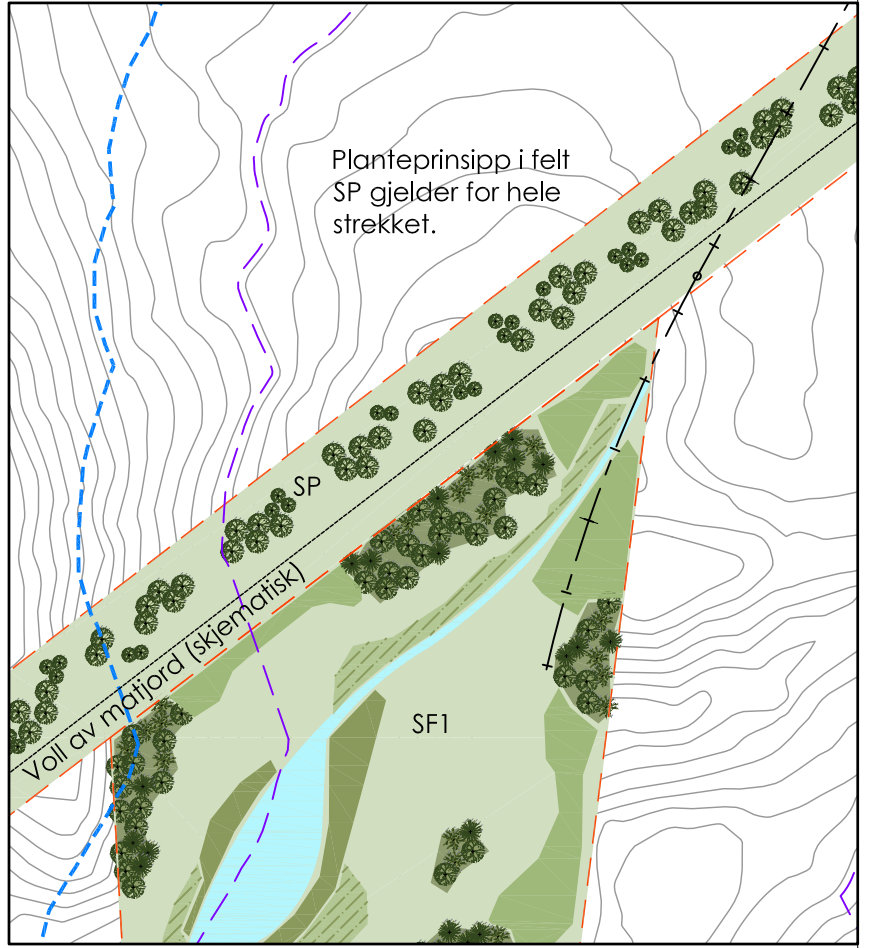 Planteprinsipp i felt
SP gjelder for hele
strekket.
SP
Voll av matjord (skjematisk)
SF1